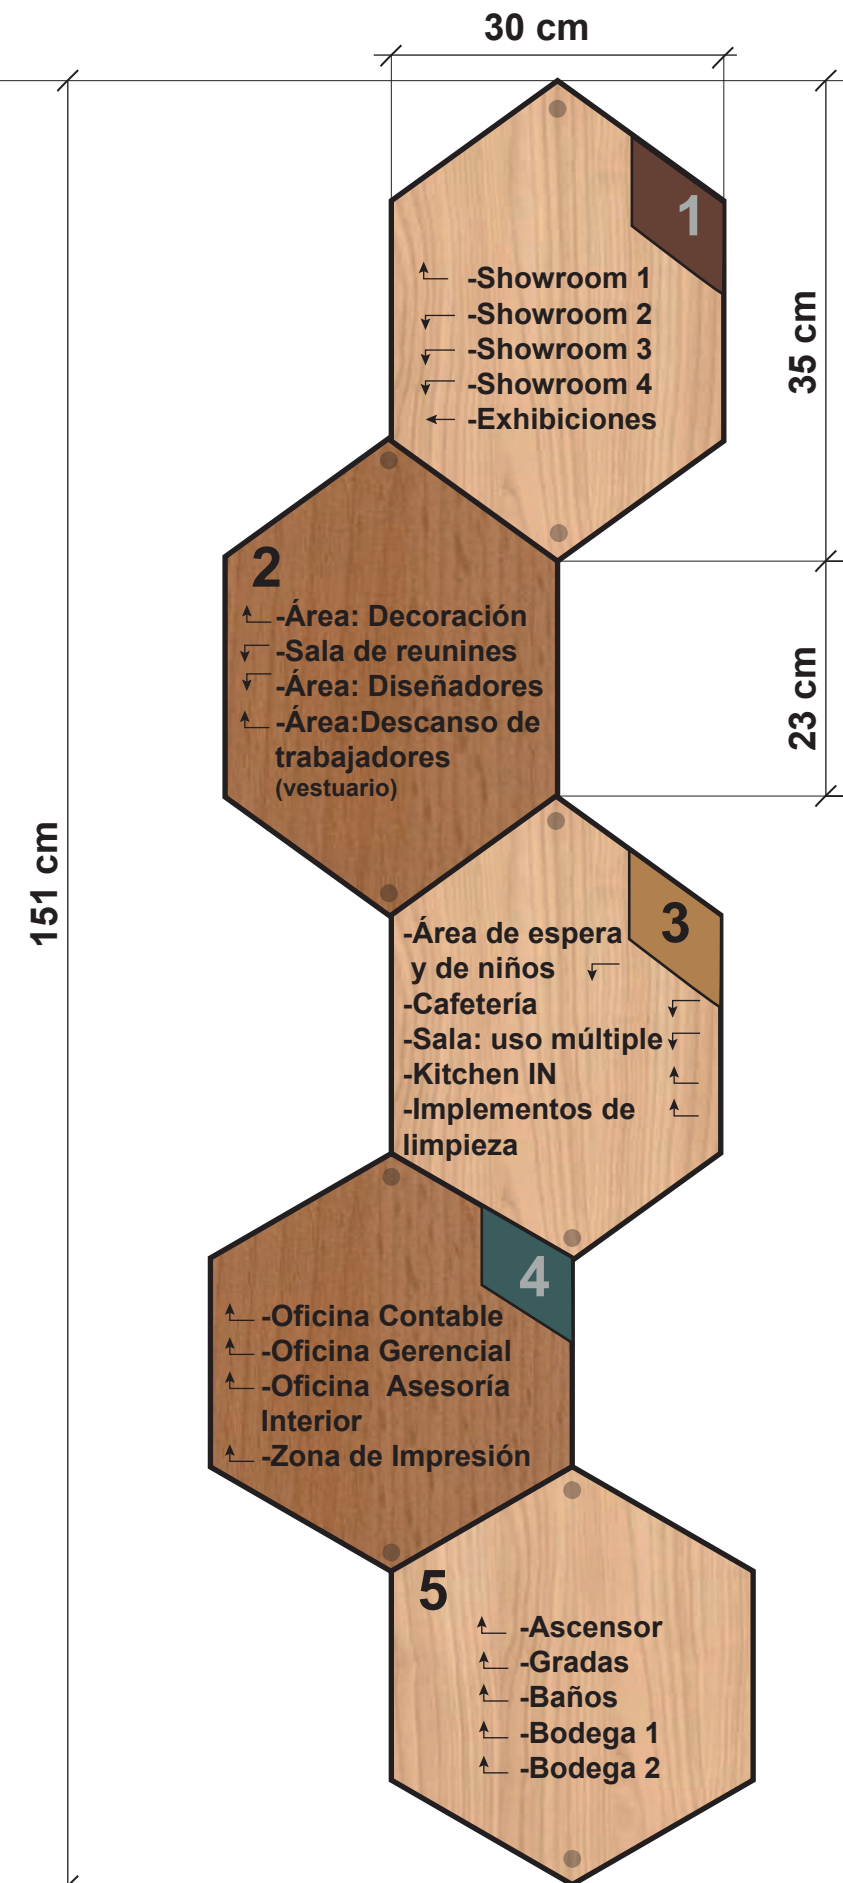 30 cm
1
-Showroom 1
-Showroom 2
-Showroom 3
-Showroom 4
-Exhibiciones
35 cm
2
-Área: Decoración
-Sala de reunines
-Área: Diseñadores
-Área:Descanso de
trabajadores
(vestuario)
23 cm
151 cm
3
-Área de espera
y de niños
-Cafetería
-Sala: uso múltiple
-Kitchen IN
-Implementos de
limpieza
4
-Oficina Contable
-Oficina Gerencial
-Oficina Asesoría
Interior
-Zona de Impresión
5
-Ascensor
-Gradas
-Baños
-Bodega 1
-Bodega 2